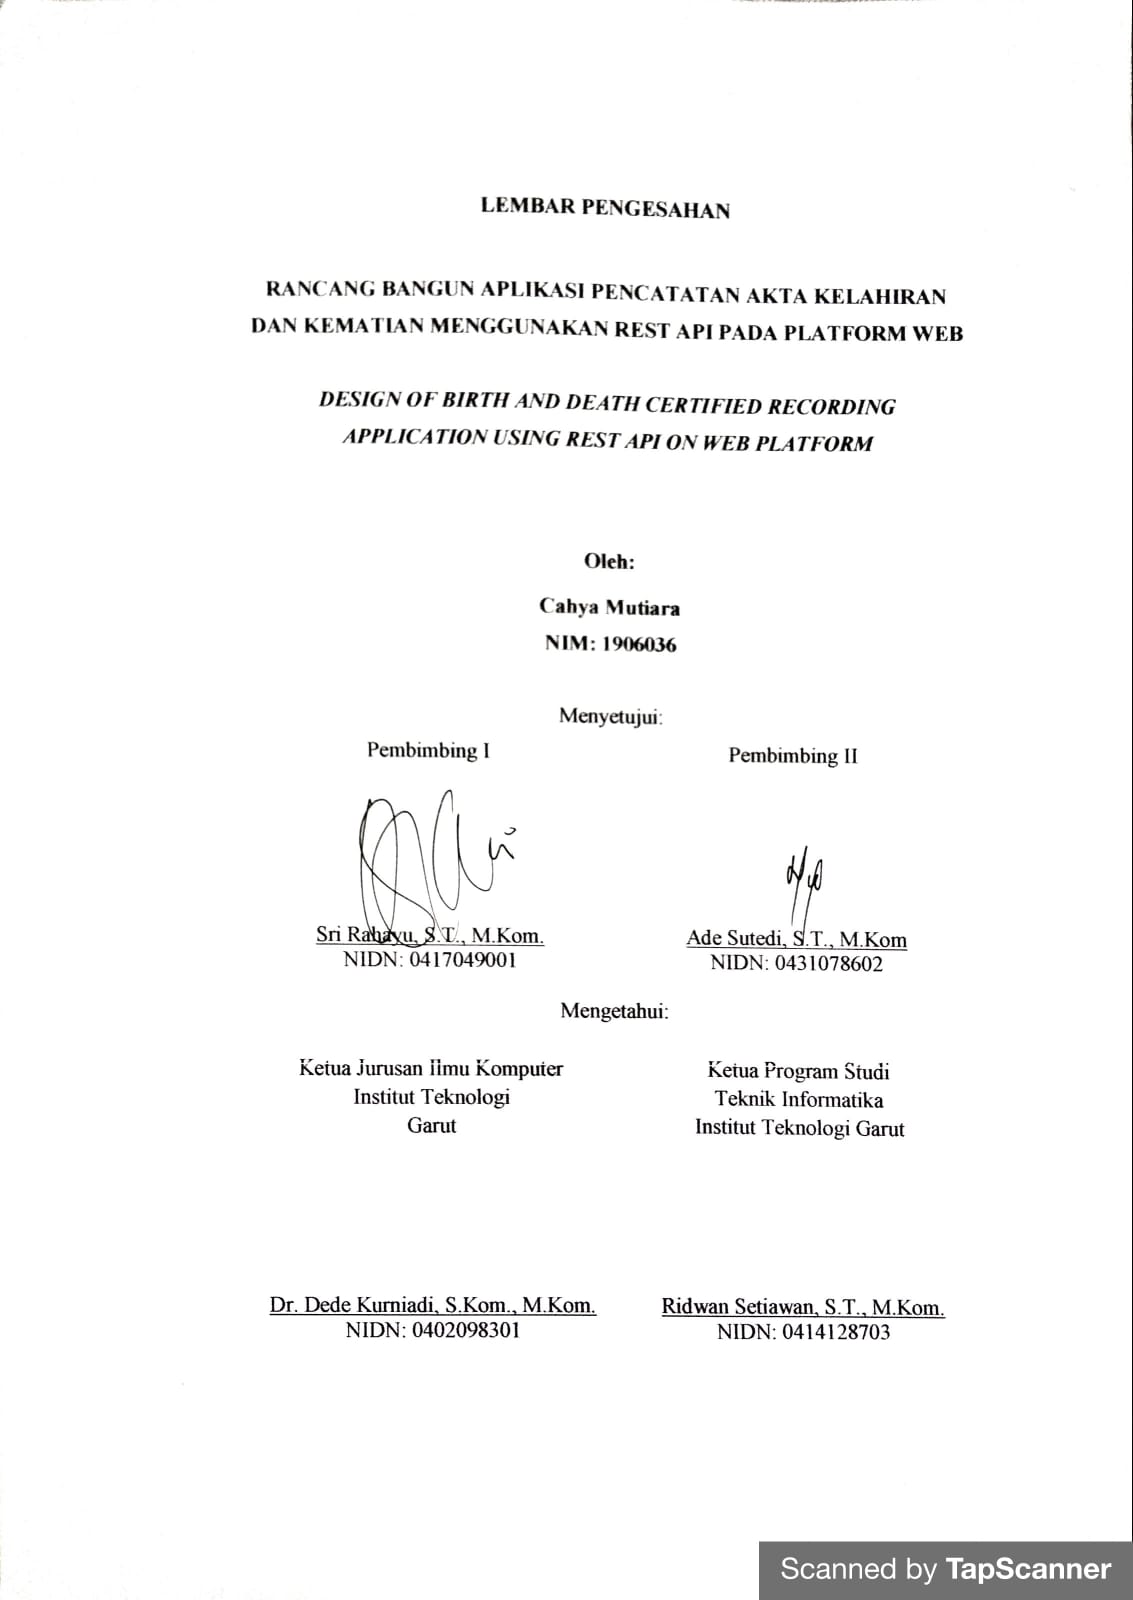 LEMBAR PENGESAHAN
RANCANG BANGUN APLIKASI PENCATATAN AKTA KELAHIRAN
DAN KEMATIAN MENGGUNAKAN REST API PADA PLATFORM WEB
DESIGN OF BIRTH AND DEATH CERTIFIED RECORDING
APPLICATION USING REST API ON WEB PLATFORM
Oleh:
Cahya Mutiara
NIM: 1906036
Menyetujui:
Pembimbing I
Pembimbing II
Sri Rahayu, S.T., M.Kom.
NIDN: 0417049001
Ade Sutedi, S.T., M.Kom
NIDN: 0431078602
Mengetahui:
Ketua Jurusan Ilmu Komputer
Institut Teknologi
Garut
Ketua Program Studi
Teknik Informatika
Institut Teknologi Garut
Dr. Dede Kurniadi, S.Kom., M.Kom.
NIDN: 0402098301
Ridwan Setiawan, S.T., M.Kom.
NIDN: 0414128703
Scanned by TapScanner